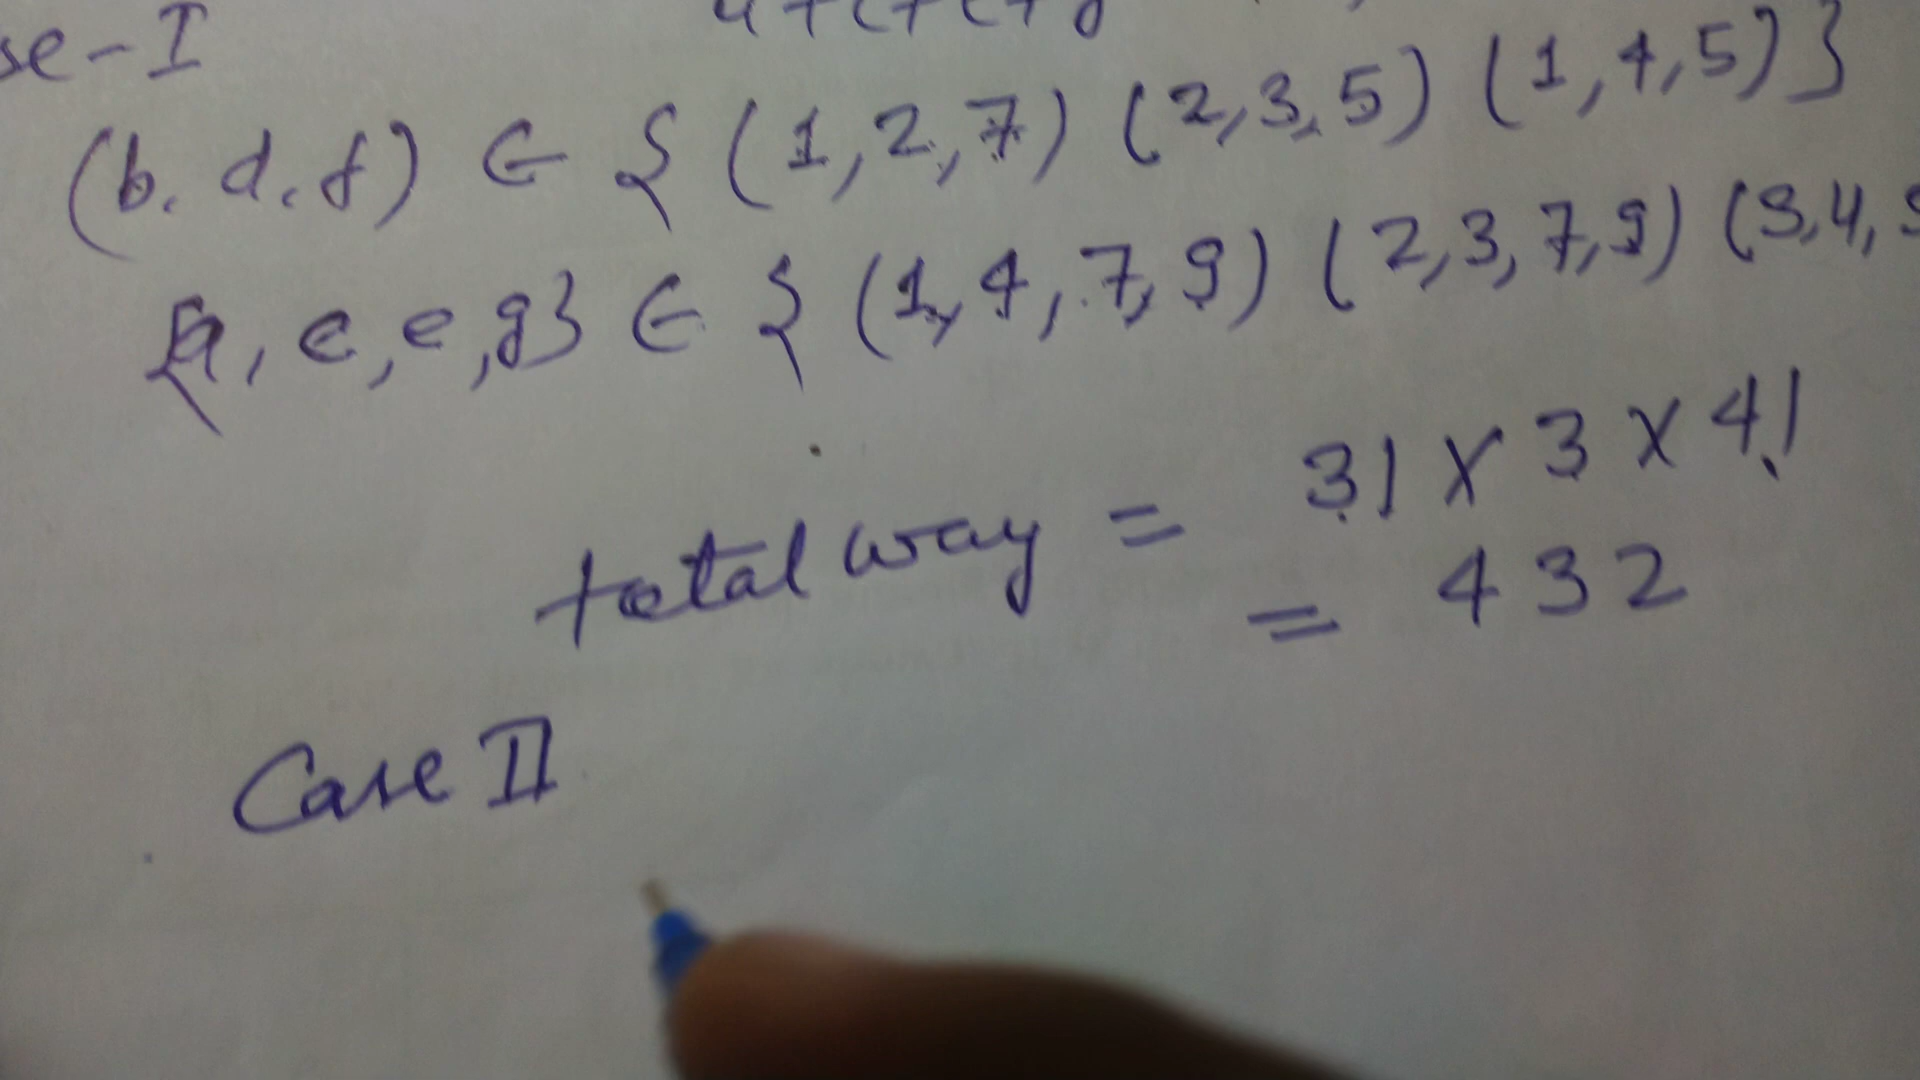 se-I
(b. d. f) ∈ { (1,2,7) (2,3,5) (1,4,5) }
{a, c, e, g} ∈ { (1,4,7,9) (2,3,7,9) (3,4,
total way = 3! x 3 x 4!
= 432
Case II